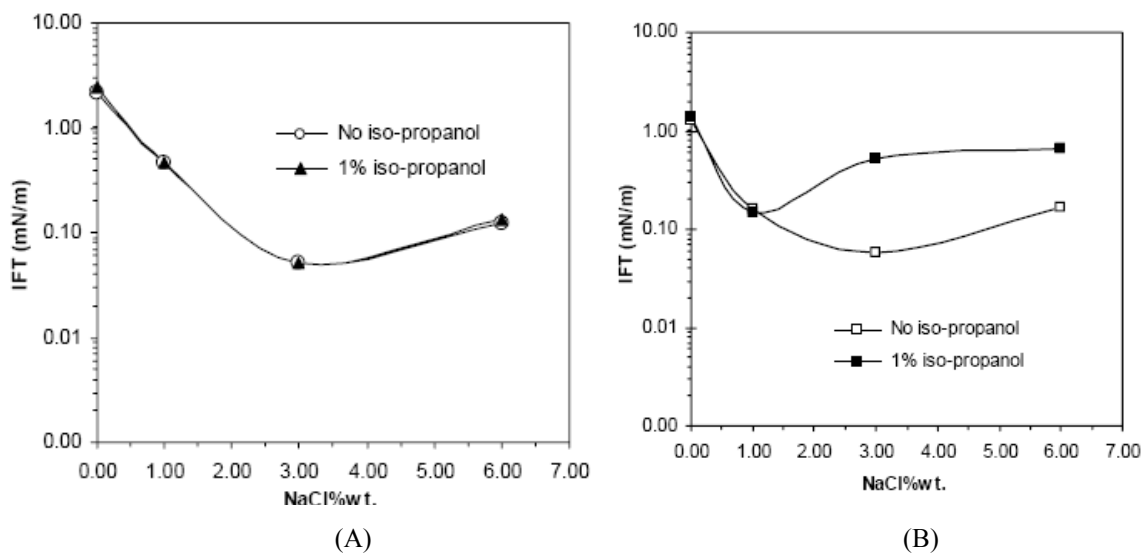 10.00
1.00
0.10
0.01
0.00
IFT (mN/m)
No iso-propanol
1% iso-propanol
0.00 1.00 2.00 3.00 4.00 5.00 6.00 7.00
NaCl%wt.
(A)
10.00
1.00
0.10
0.01
0.00
IFT (mN/m)
No iso-propanol
1% iso-propanol
0.00 1.00 2.00 3.00 4.00 5.00 6.00 7.00
NaCl%wt.
(B)